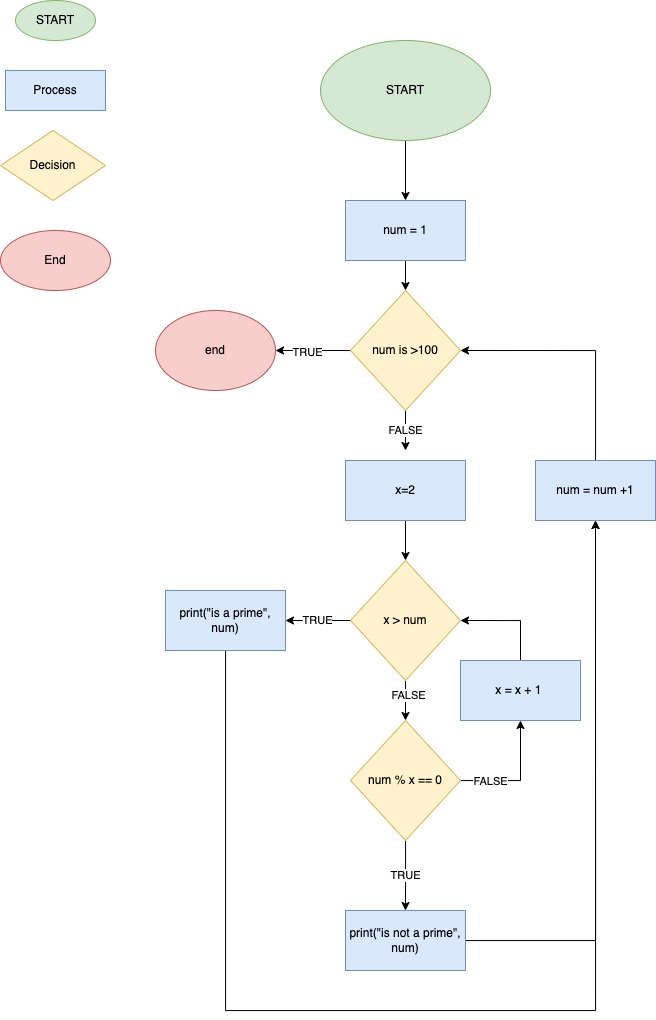 START
Process
Decision
End
START
num = 1
num is >100
TRUE
end
FALSE
x=2
num = num +1
x > num
TRUE
print("is a prime",
num)
FALSE
x = x + 1
num % x == 0
FALSE
TRUE
print("is not a prime",
num)